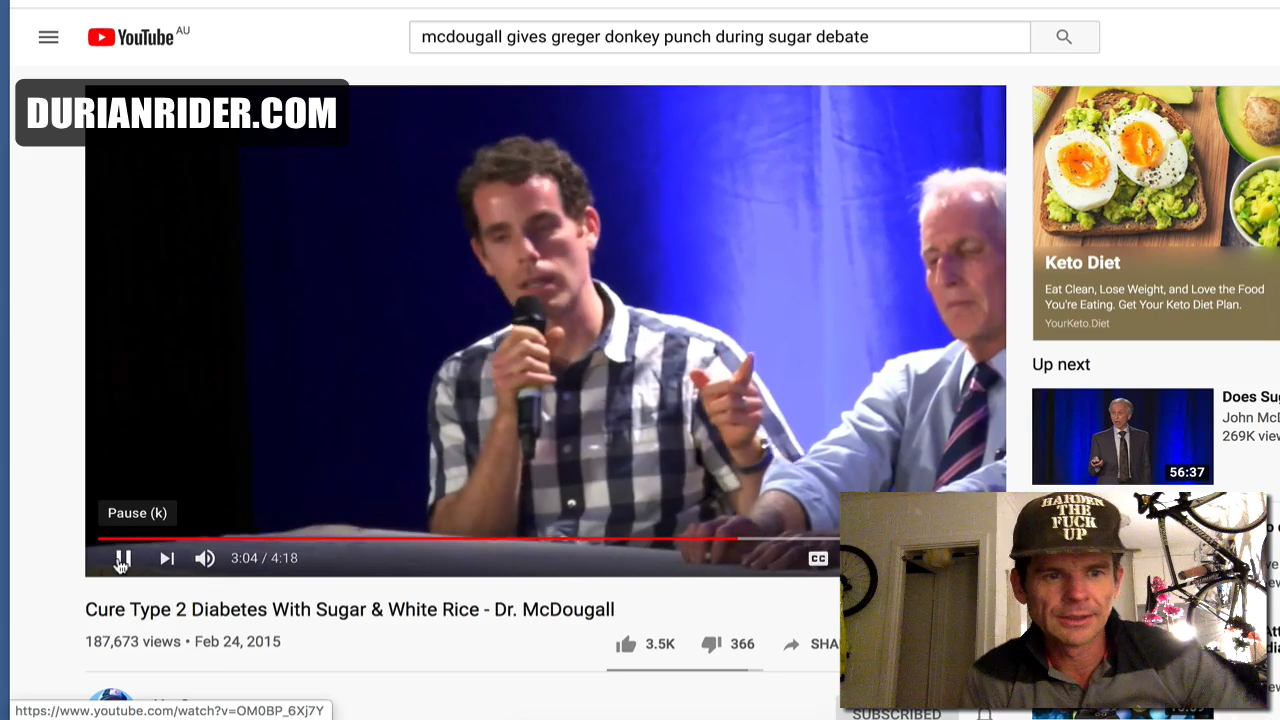 YouTube AU
mcdougall gives greger donkey punch during sugar debate
DURIANRIDER.COM
Keto Diet
Eat Clean, Lose Weight, and Love the Food
You're Eating. Get Your Keto Diet Plan.
YourKeto.Diet
Up next
Does Su
John McD
269K view
56:37
Pause (k)
3:04 / 4:18
CC
HARDEN
THE
FUCK
UP
Cure Type 2 Diabetes With Sugar & White Rice - Dr. McDougall
187,673 views • Feb 24, 2015
3.5K
366
SHA
https://www.youtube.com/watch?v=OM0BP_6Xj7Y
SUBSCRIBED